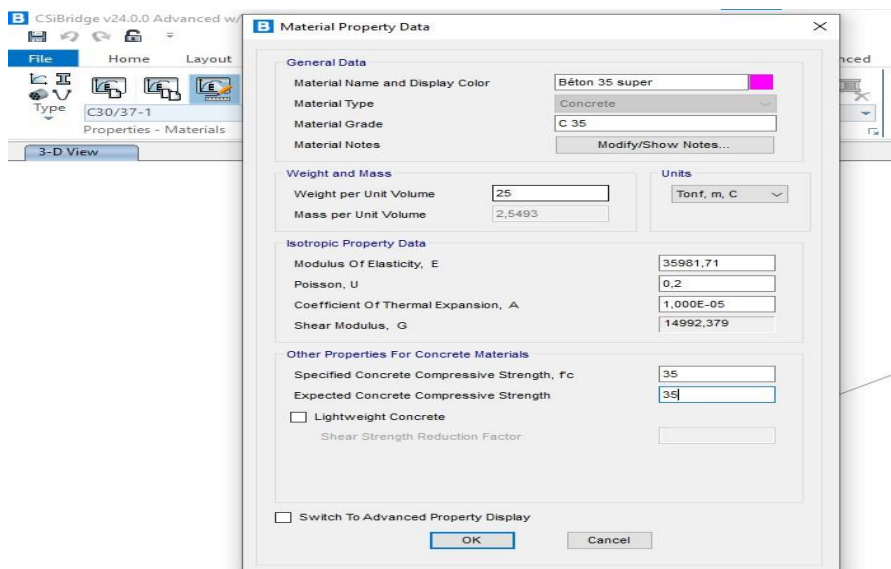 CSiBridge v24.0.0 Advanced w/
File Home Layout
Type
C30/37-1
Properties - Materials
3-D View
B Material Property Data
General Data
Material Name and Display Color Béton 35 super
Material Type Concrete
Material Grade C 35
Material Notes Modify/Show Notes...
Weight and Mass Units
Weight per Unit Volume 25 Tonf, m, C
Mass per Unit Volume 2,5493
Isotropic Property Data
Modulus Of Elasticity, E 35981,71
Poisson, U 0,2
Coefficient Of Thermal Expansion, A 1,000E-05
Shear Modulus, G 14992,379
Other Properties For Concrete Materials
Specified Concrete Compressive Strength, f'c 35
Expected Concrete Compressive Strength 35
Lightweight Concrete
Shear Strength Reduction Factor
Switch To Advanced Property Display
OK Cancel
nced